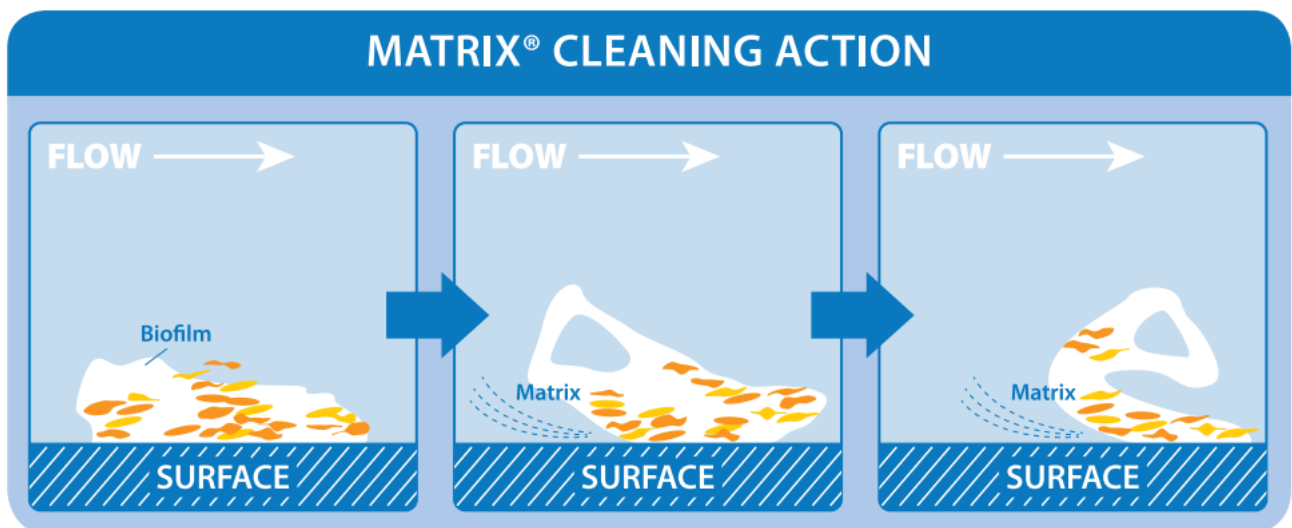 MATRIX® CLEANING ACTION
FLOW
Biofilm
SURFACE
FLOW
Matrix
SURFACE
FLOW
Matrix
SURFACE